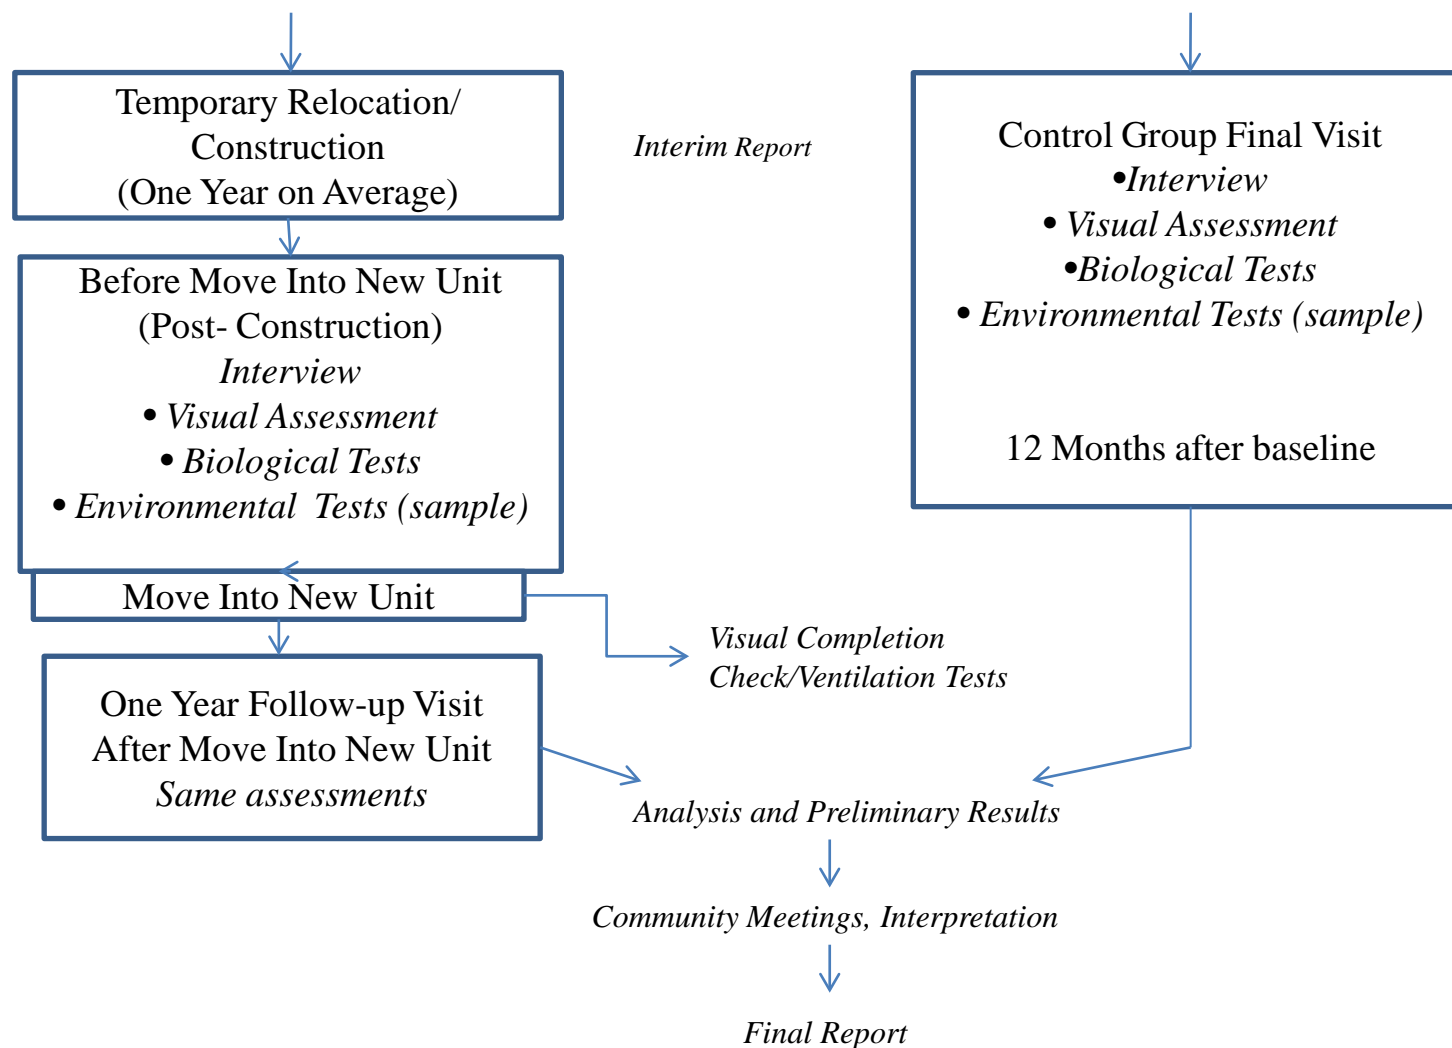 Temporary Relocation/
Construction
(One Year on Average)
Interim Report
Control Group Final Visit
•Interview
• Visual Assessment
•Biological Tests
• Environmental Tests (sample)
12 Months after baseline
Before Move Into New Unit
(Post- Construction)
Interview
• Visual Assessment
• Biological Tests
• Environmental Tests (sample)
Move Into New Unit
Visual Completion
Check/Ventilation Tests
One Year Follow-up Visit
After Move Into New Unit
Same assessments
Analysis and Preliminary Results
Community Meetings, Interpretation
Final Report